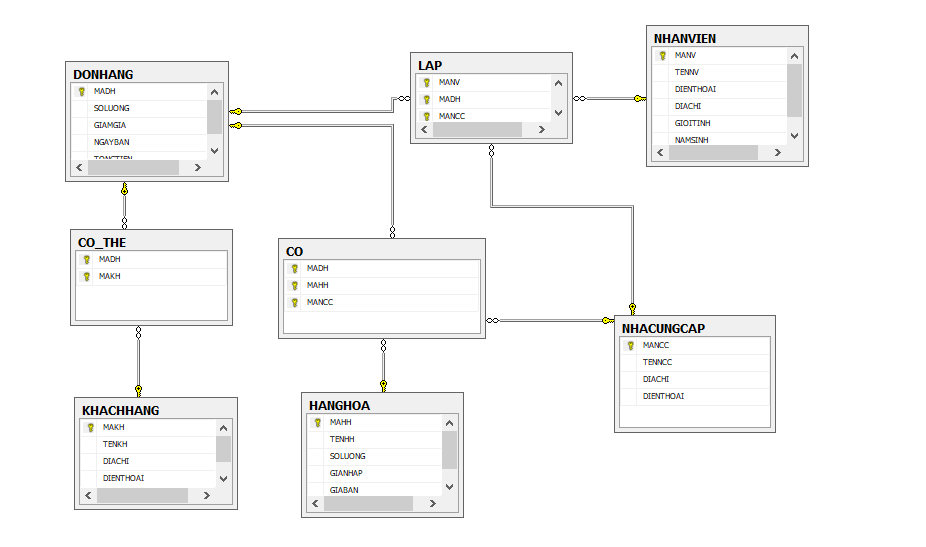 DONHANG
MADH
SOLUONG
GIAMGIA
NGAYBAN
TONGTIEN
LAP
MANV
MADH
MANCC
NHANVIEN
MANV
TENNV
DIENTHOAI
DIACHI
GIOITINH
NAMSINH
CO_THE
MADH
MAKH
CO
MADH
MAHH
MANCC
NHACUNGCAP
MANCC
TENNCC
DIACHI
DIENTHOAI
KHACHHANG
MAKH
TENKH
DIACHI
DIENTHOAI
HANGHOA
MAHH
TENHH
SOLUONG
GIANHAP
GIABAN